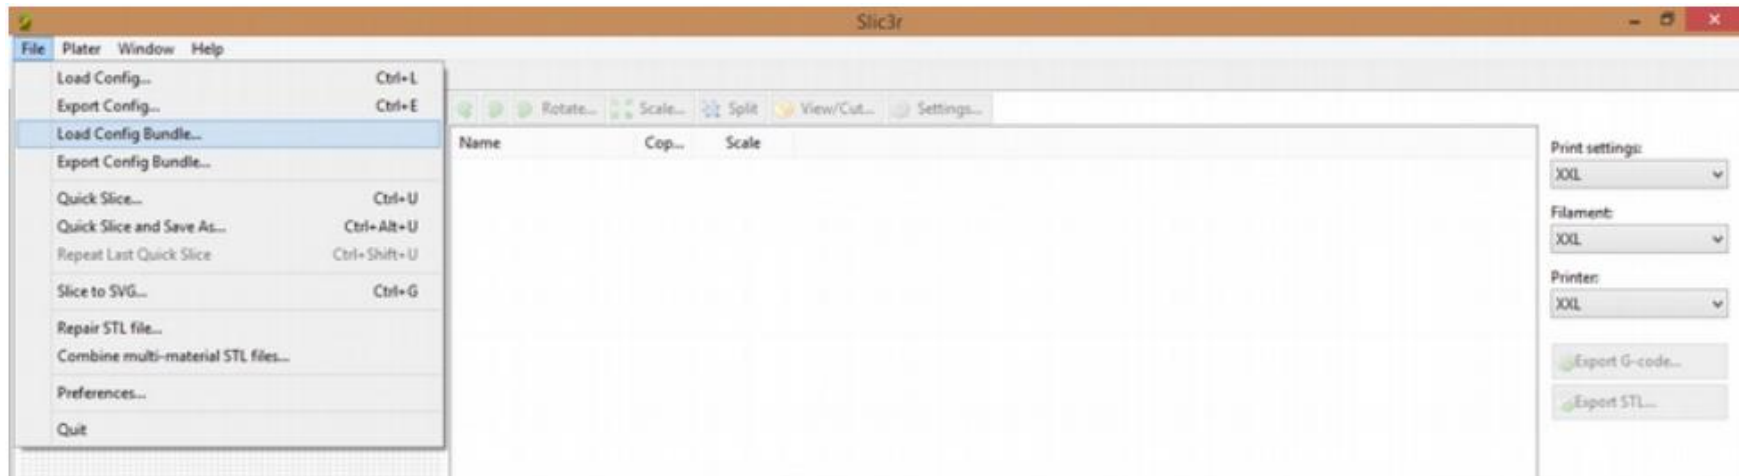 Slic3r
File Plater Window Help
Load Config... Ctrl+L
Export Config... Ctrl+E
Load Config Bundle...
Export Config Bundle...
Quick Slice... Ctrl+U
Quick Slice and Save As... Ctrl+Alt+U
Repeat Last Quick Slice Ctrl+Shift+U
Slice to SVG... Ctrl+G
Repair STL file...
Combine multi-material STL files...
Preferences...
Quit
Rotate... Scale... Split View/Cut... Settings...
Name Cop... Scale
Print settings:
XXL
Filament:
XXL
Printer:
XXL
Export G-code...
Export STL...